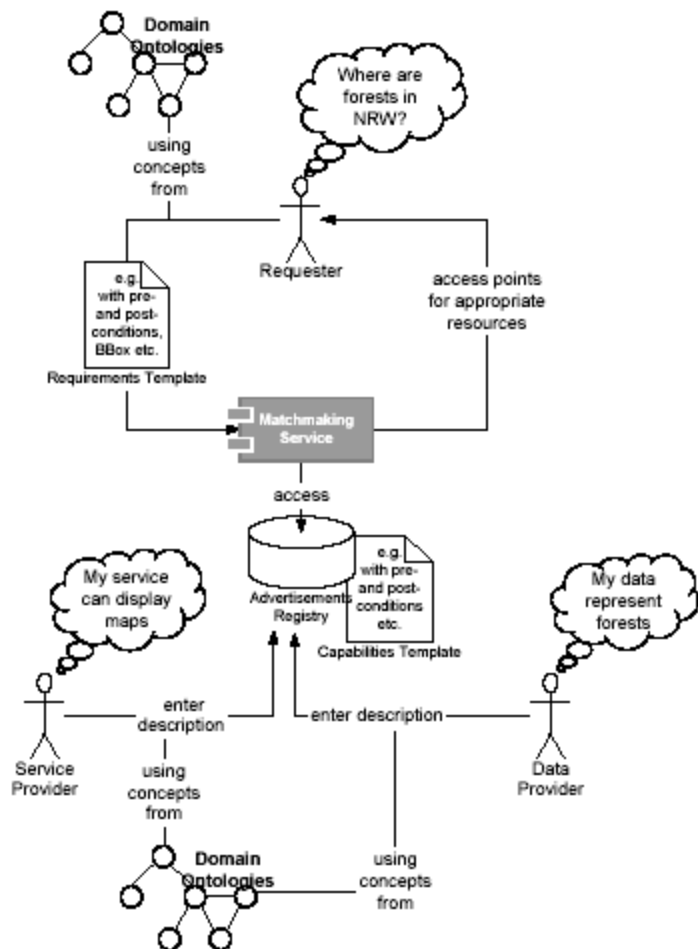 Domain
Ontologies
Where are
forests in
NRW?
using
concepts
from
Requester
e.g.
with pre-
and post-
conditions,
BBox etc.
Requirements Template
access points
for appropriate
resources
Matchmaking
Service
access
My service
can display
maps
e.g.
with pre-
and post-
conditions
etc.
Advertisements
Registry
Capabilities Template
My data
represent
forests
enter
description
enter description
Service
Provider
Data
Provider
using
concepts
from
Domain
Ontologies
using
concepts
from